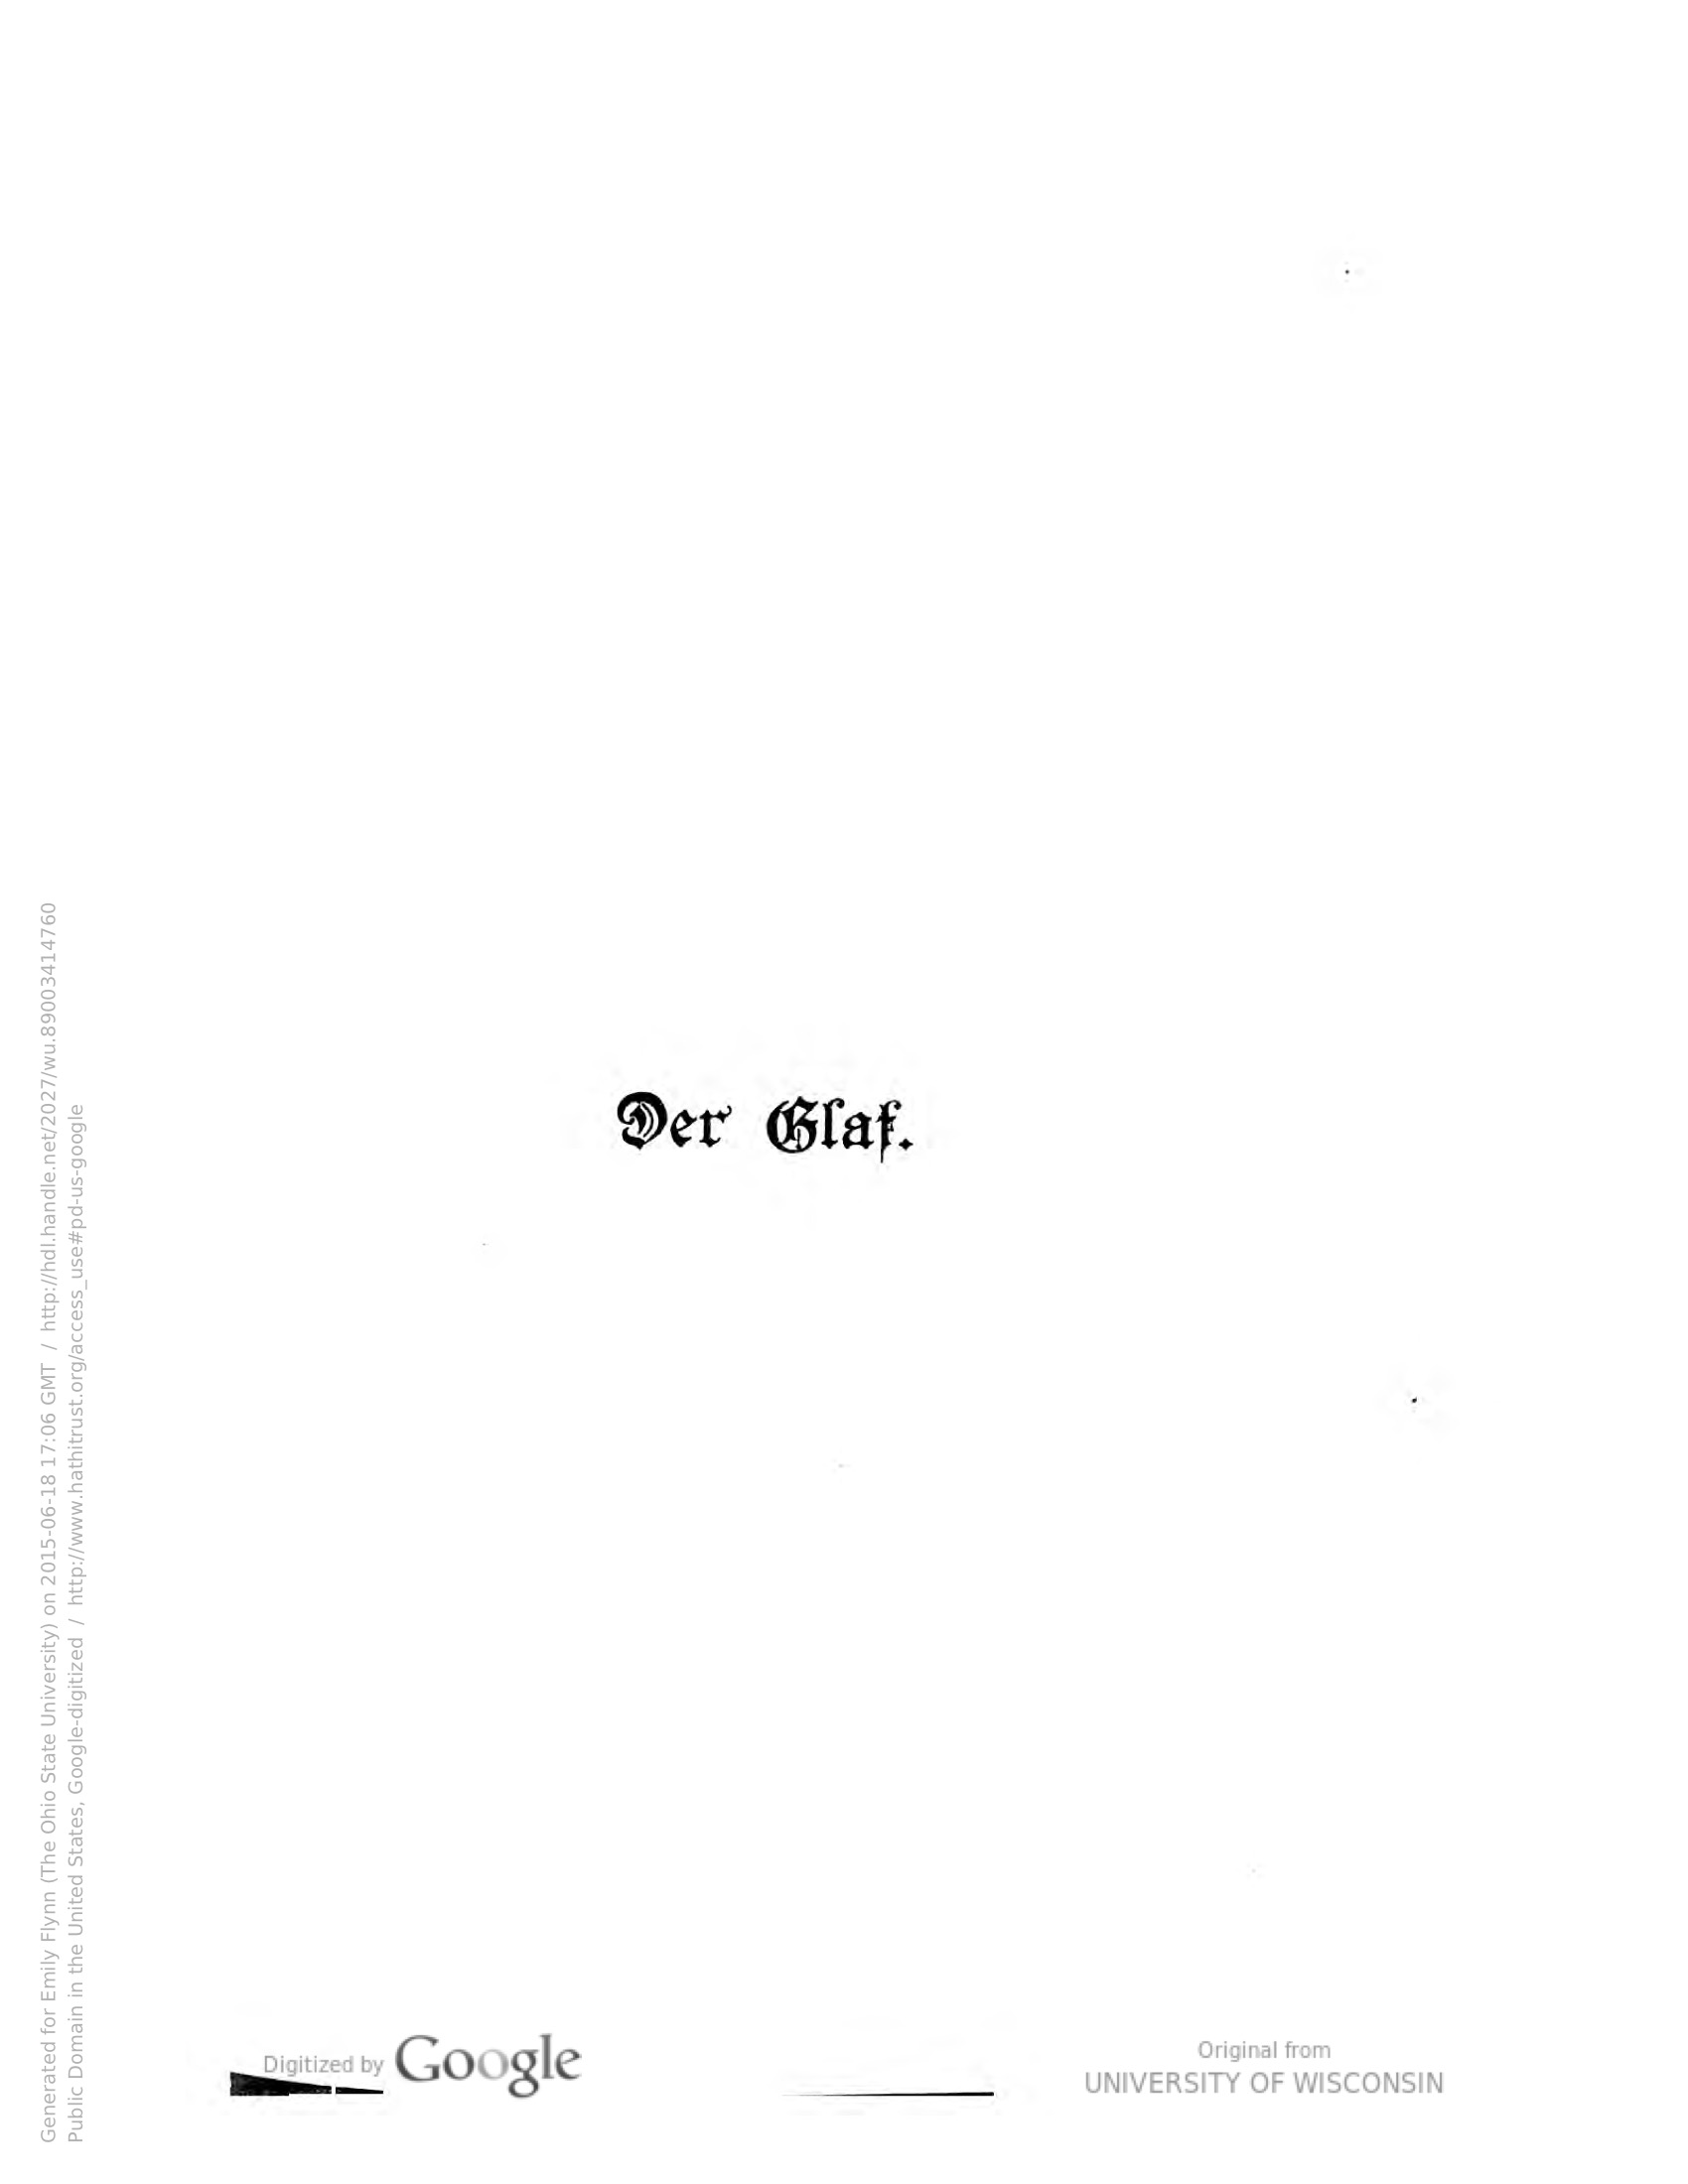 Der Glaf.
Digitized by Google
Original from
UNIVERSITY OF WISCONSIN
Generated for Emily Flynn (The Ohio State University) on 2015-06-18 17:06 GMT / http://hdl.handle.net/2027/wu.89003414760
Public Domain in the United States, Google-digitized / http://www.hathitrust.org/access_use#pd-us-google